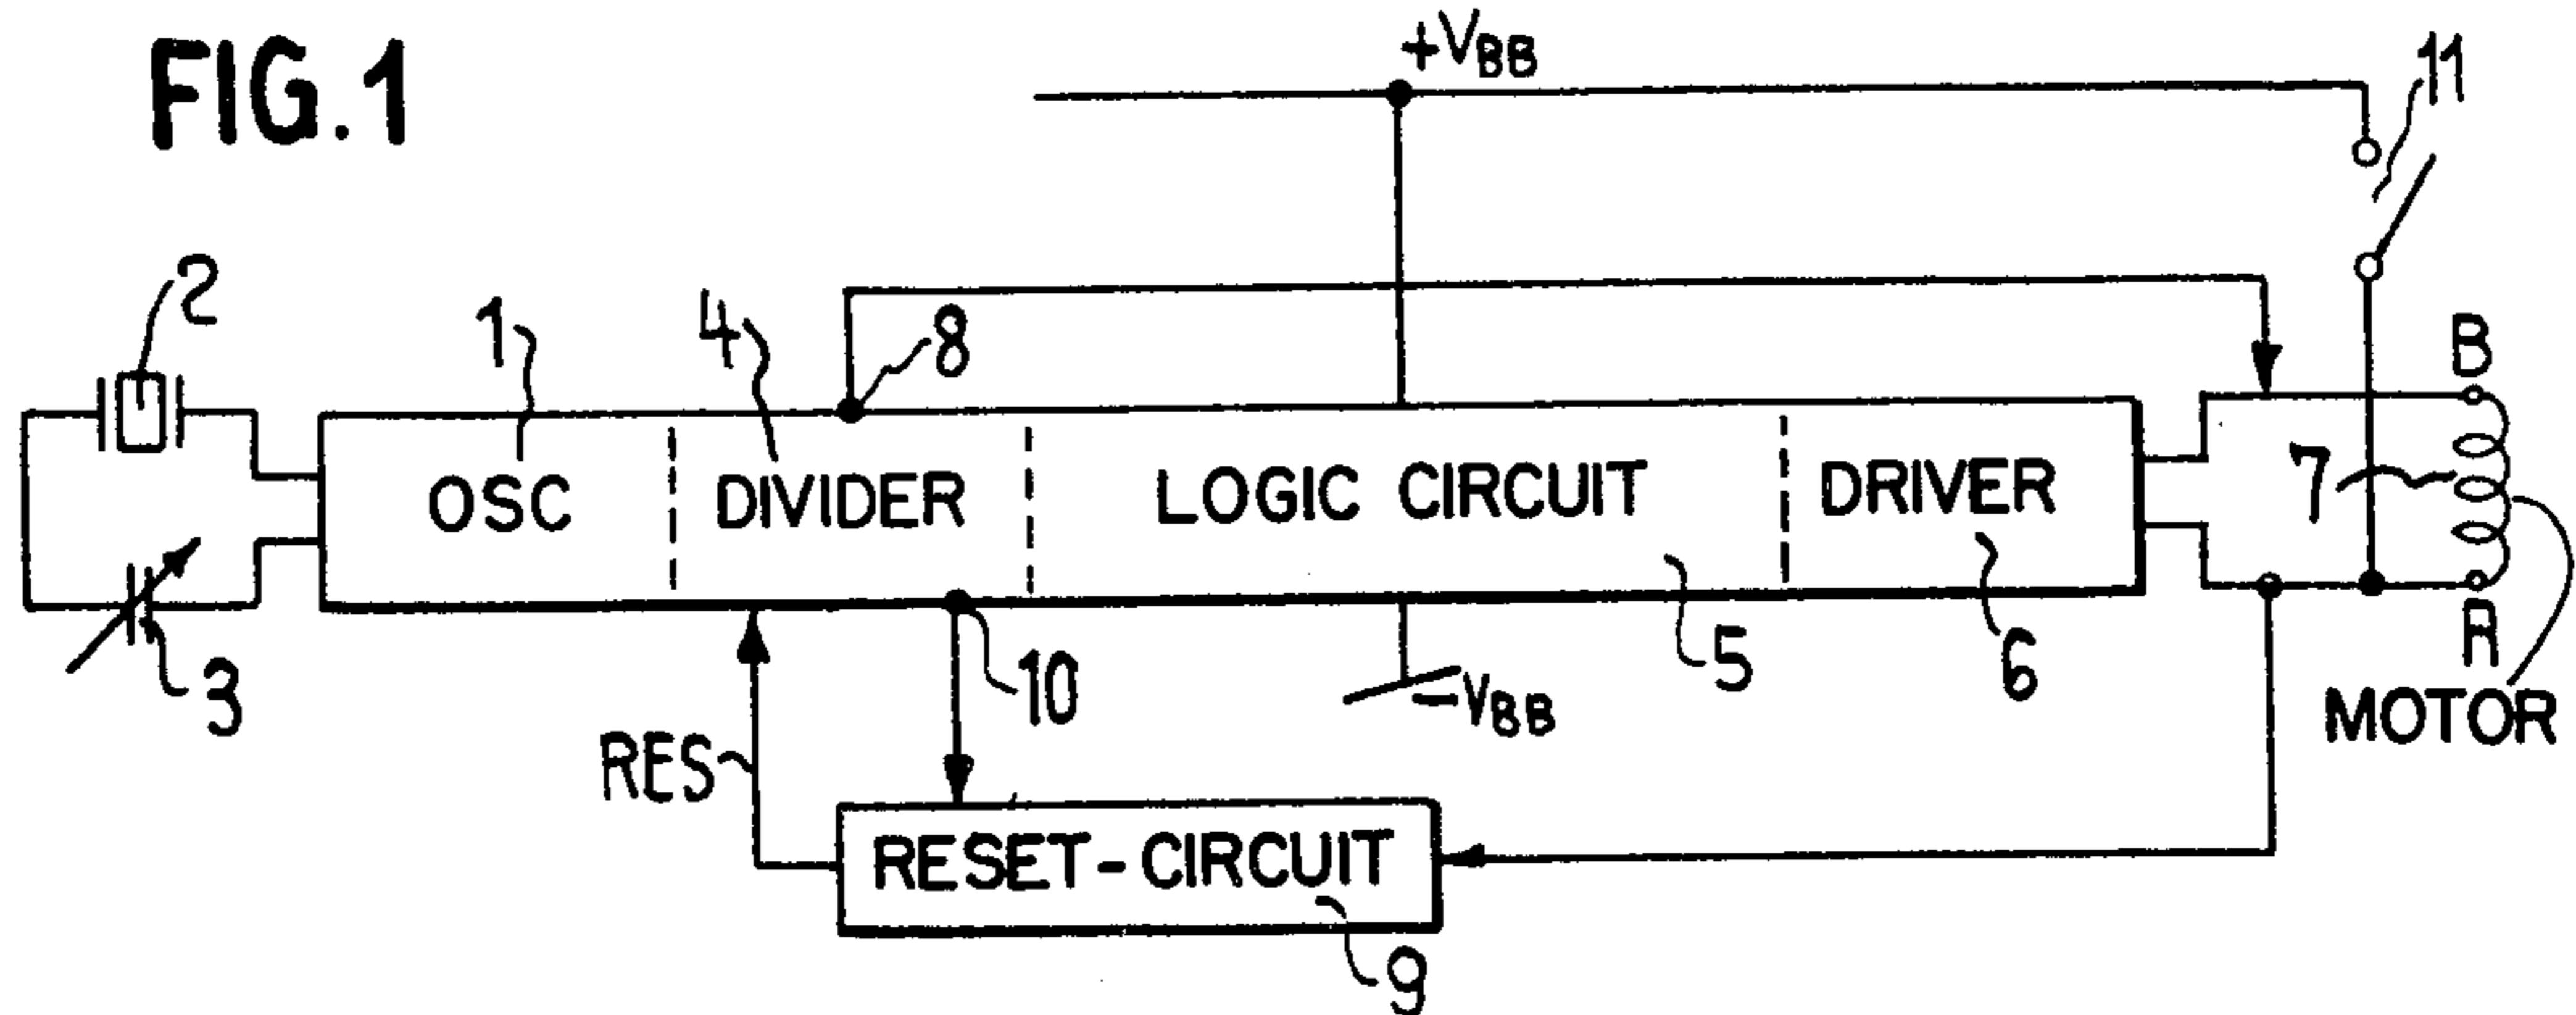 FIG.1
+VBB
11
2
1
4
8
B
OSC
DIVIDER
LOGIC CIRCUIT
DRIVER
7
3
10
5
6
A
RES
-VBB
MOTOR
RESET-CIRCUIT
9